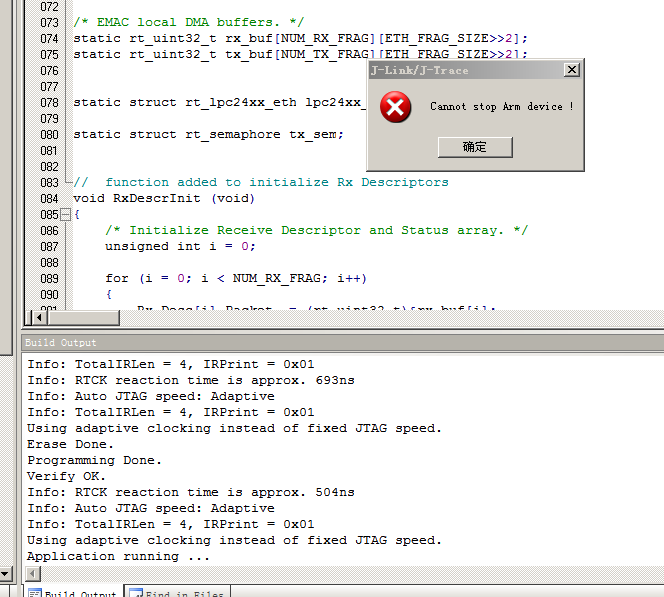 072
073 /* EMAC local DMA buffers. */
074 static rt_uint32_t rx_buf[NUM_RX_FRAG][ETH_FRAG_SIZE>>2];
075 static rt_uint32_t tx_buf[NUM_TX_FRAG][ETH_FRAG_SIZE>>2];
076
077
078 static struct rt_lpc24xx_eth lpc24xx_
079
080 static struct rt_semaphore tx_sem;
081
082
083 //  function added to initialize Rx Descriptors
084 void RxDescrInit (void)
085 {
086     /* Initialize Receive Descriptor and Status array. */
087     unsigned int i = 0;
088
089     for (i = 0; i < NUM_RX_FRAG; i++)
090     {
091         Rx_Desc[i].Packet  = (rt_uint32_t)&rx_buf[i];
J-Link/J-Trace
Cannot stop Arm device !
确定
Build Output
Info: TotalIRLen = 4, IRPrint = 0x01
Info: RTCK reaction time is approx. 693ns
Info: Auto JTAG speed: Adaptive
Info: TotalIRLen = 4, IRPrint = 0x01
Using adaptive clocking instead of fixed JTAG speed.
Erase Done.
Programming Done.
Verify OK.
Info: RTCK reaction time is approx. 504ns
Info: Auto JTAG speed: Adaptive
Info: TotalIRLen = 4, IRPrint = 0x01
Using adaptive clocking instead of fixed JTAG speed.
Application running ...
Build Output
Find in Files